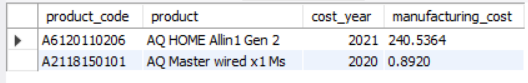 product_code product cost_year manufacturing_cost
A6120110206 AQ HOME Allin1 Gen 2 2021 240.5364
A2118150101 AQ Master wired x1 Ms 2020 0.8920